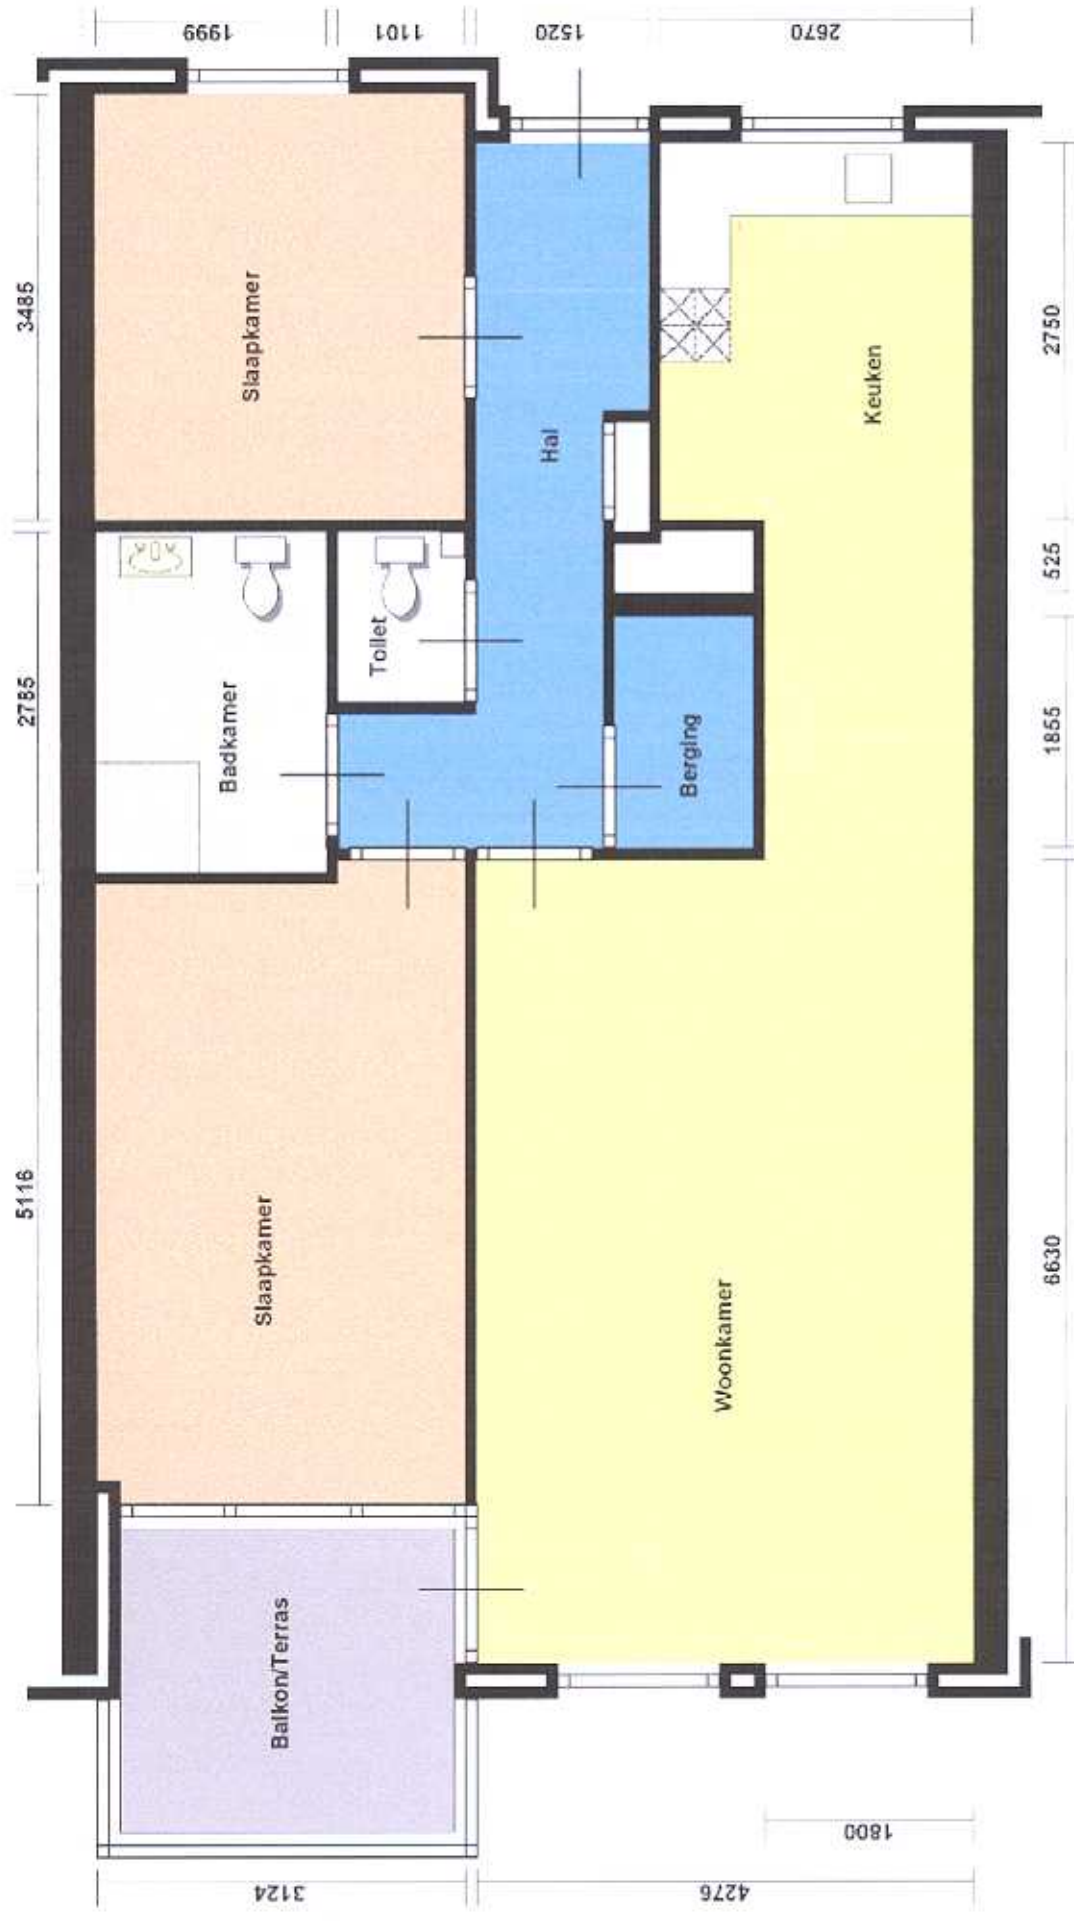 1999
1101
1520
2670
3485
2785
5116
Slaapkamer
Hal
Keuken
Toilet
Badkamer
Berging
Slaapkamer
Woonkamer
Balkon/Terras
2750
525
1855
6630
1800
3124
4276